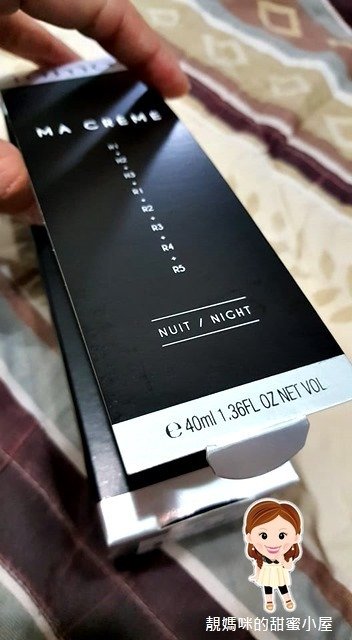 MA CRÈME
+
+
+
R1
+
R2
+
R3
+
R4
+
R5
NUIT / NIGHT
℮ 40ml 1.36FL OZ NET VOL
靚媽咪的甜蜜小屋